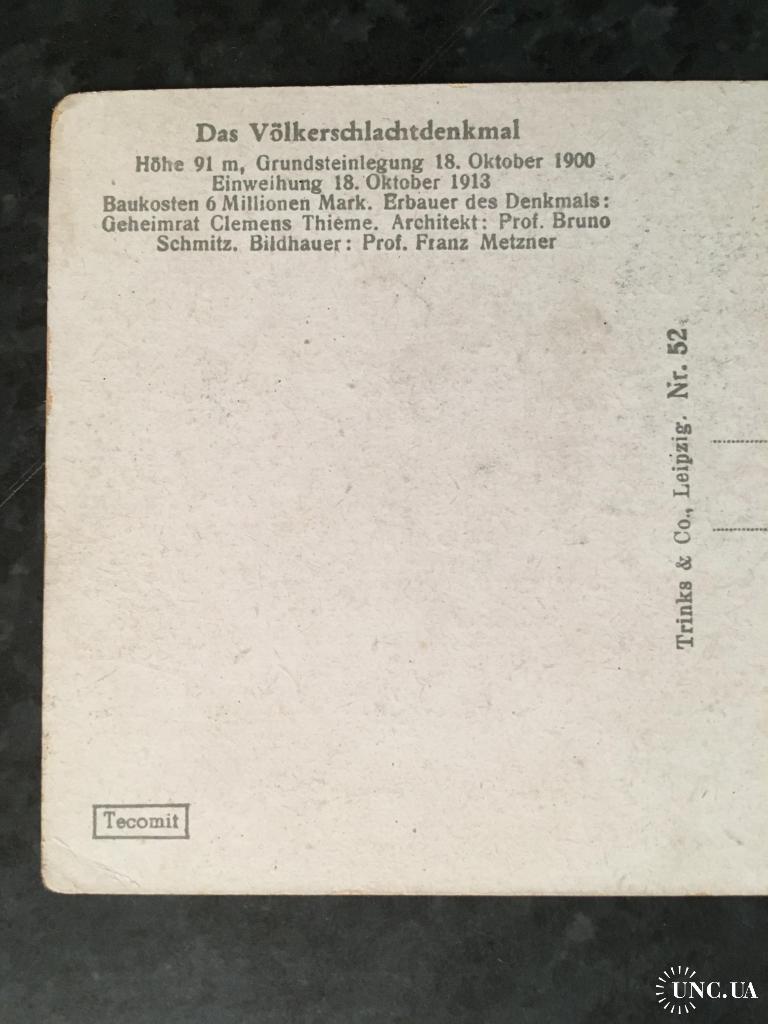 Das Völkerschlachtdenkmal
Höhe 91 m, Grundsteinlegung 18. Oktober 1900
Einweihung 18. Oktober 1913
Baukosten 6 Millionen Mark. Erbauer des Denkmals:
Geheimrat Clemens Thieme. Architekt: Prof. Bruno
Schmitz. Bildhauer: Prof. Franz Metzner
Trinks & Co., Leipzig. Nr. 52
Tecomit
UNC.UA